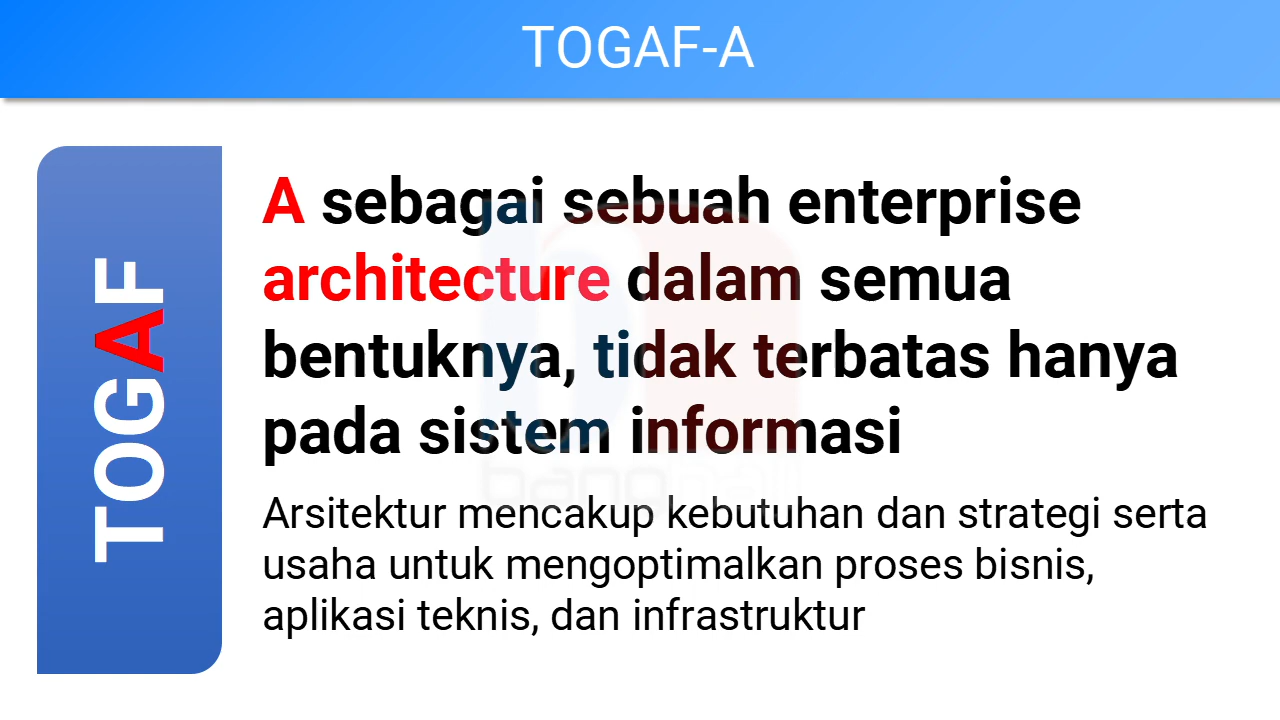 TOGAF-A
TOGAF
A sebagai sebuah enterprise
architecture dalam semua
bentuknya, tidak terbatas hanya
pada sistem informasi
Arsitektur mencakup kebutuhan dan strategi serta
usaha untuk mengoptimalkan proses bisnis,
aplikasi teknis, dan infrastruktur